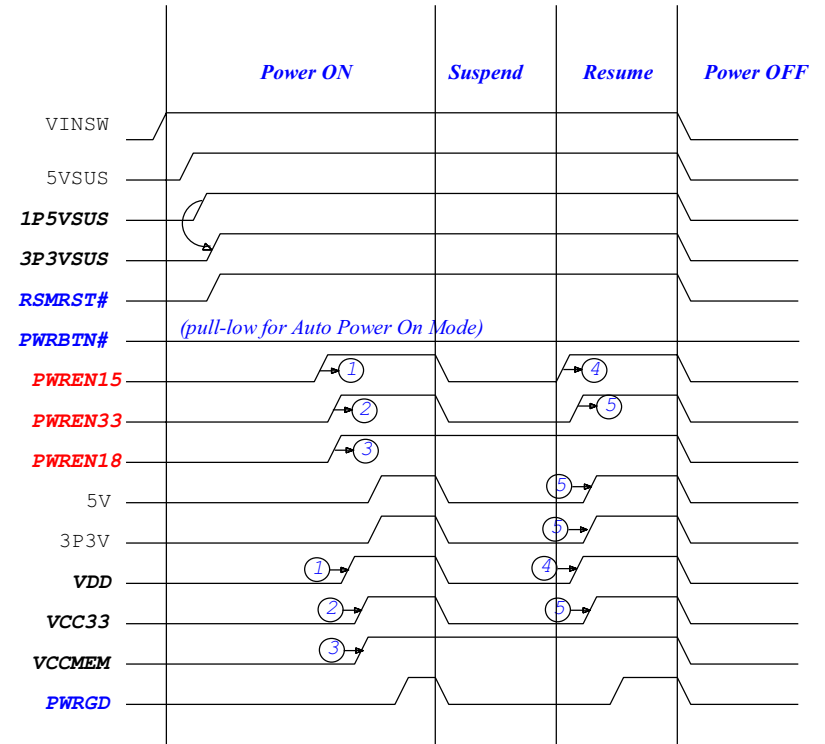 Power ON Suspend Resume Power OFF
VINSW
5VSUS
1P5VSUS
3P3VSUS
RSMRST#
PWRBTN# (pull-low for Auto Power On Mode)
PWREN15 1 4
PWREN33 2 5
PWREN18 3
5V 5
3P3V 5
VDD 1 4
VCC33 2 5
VCCMEM 3
PWRGD